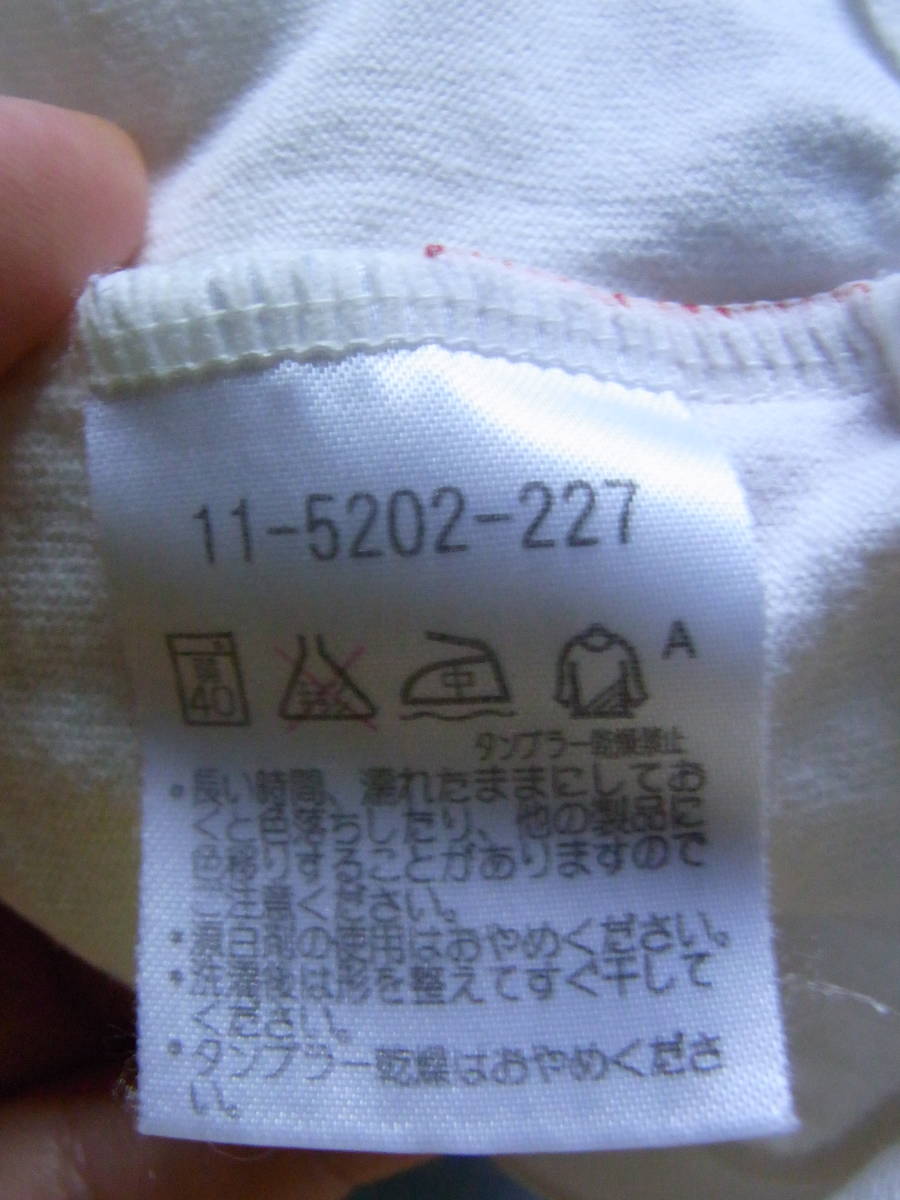 11-5202-227
40
中
A
タンブラー乾燥禁止
・長い時間、濡れたままにしてお
くと色落ちしたり、他の製品に
色移りすることがありますので
ご注意ください。
・漂白剤の使用はおやめください。
・洗濯後は形を整えてすぐ干して
ください。
・タンブラー乾燥はおやめくださ
い。